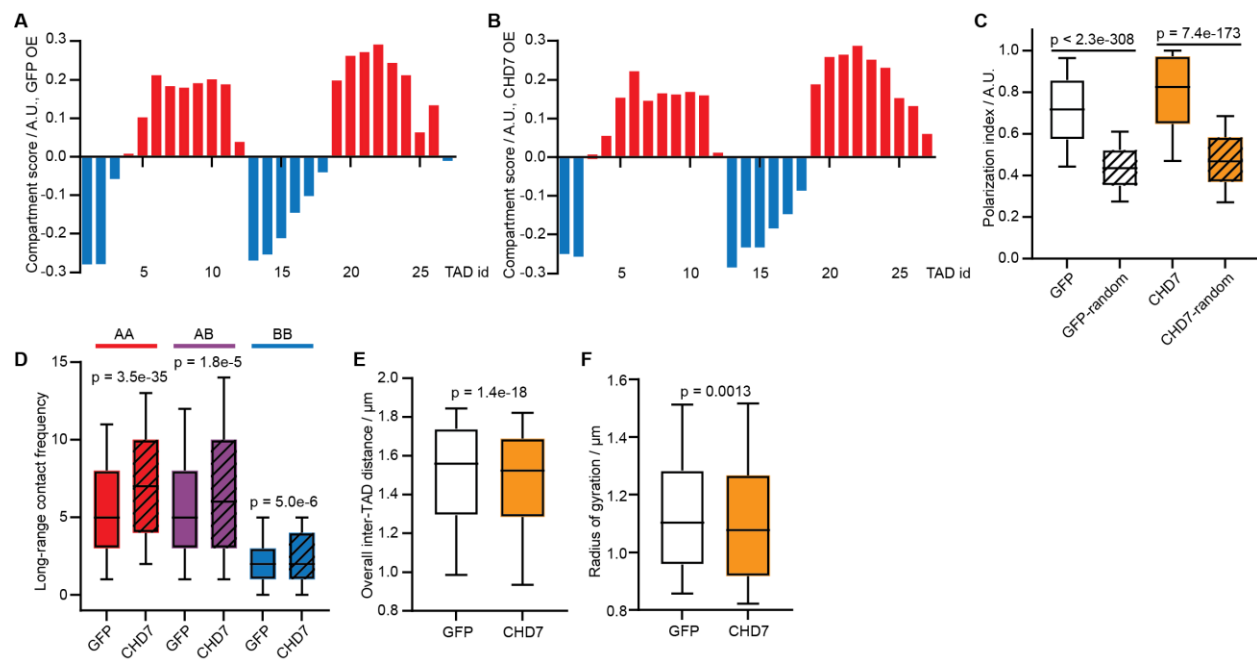 A
Compartment score / A.U., GFP OE
0.3
0.2
0.1
0.0
-0.1
-0.2
-0.3
5
10
15
20
25
TAD id
B
Compartment score / A.U., CHD7 OE
0.3
0.2
0.1
0.0
-0.1
-0.2
-0.3
5
10
15
20
25
TAD id
C
p < 2.3e-308
p = 7.4e-173
Polarization index / A.U.
1.0
0.8
0.6
0.4
0.2
0.0
GFP
GFP-random
CHD7
CHD7-random
D
AA
AB
BB
p = 3.5e-35
p = 1.8e-5
p = 5.0e-6
Long-range contact frequency
15
10
5
0
GFP
CHD7
GFP
CHD7
GFP
CHD7
E
p = 1.4e-18
Overall inter-TAD distance / μm
2.0
1.8
1.6
1.4
1.2
1.0
0.8
GFP
CHD7
F
p = 0.0013
Radius of gyration / μm
1.6
1.4
1.2
1.0
0.8
GFP
CHD7